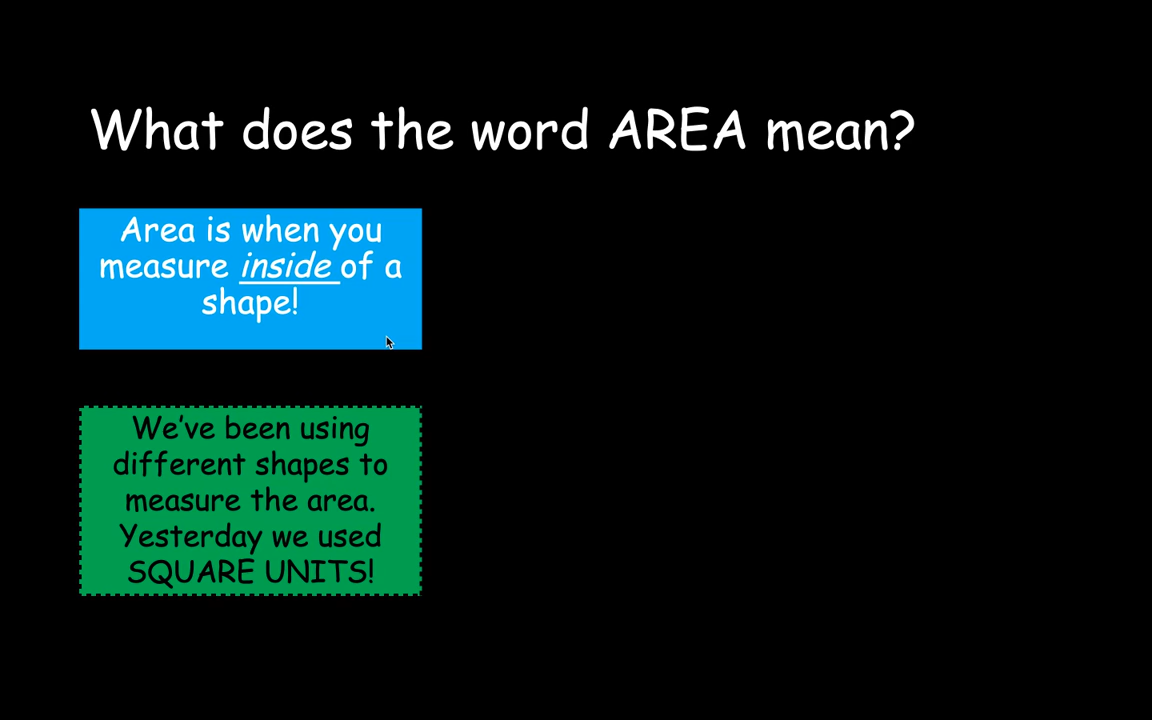 What does the word AREA mean?
Area is when you
measure inside of a
shape!
We've been using
different shapes to
measure the area.
Yesterday we used
SQUARE UNITS!